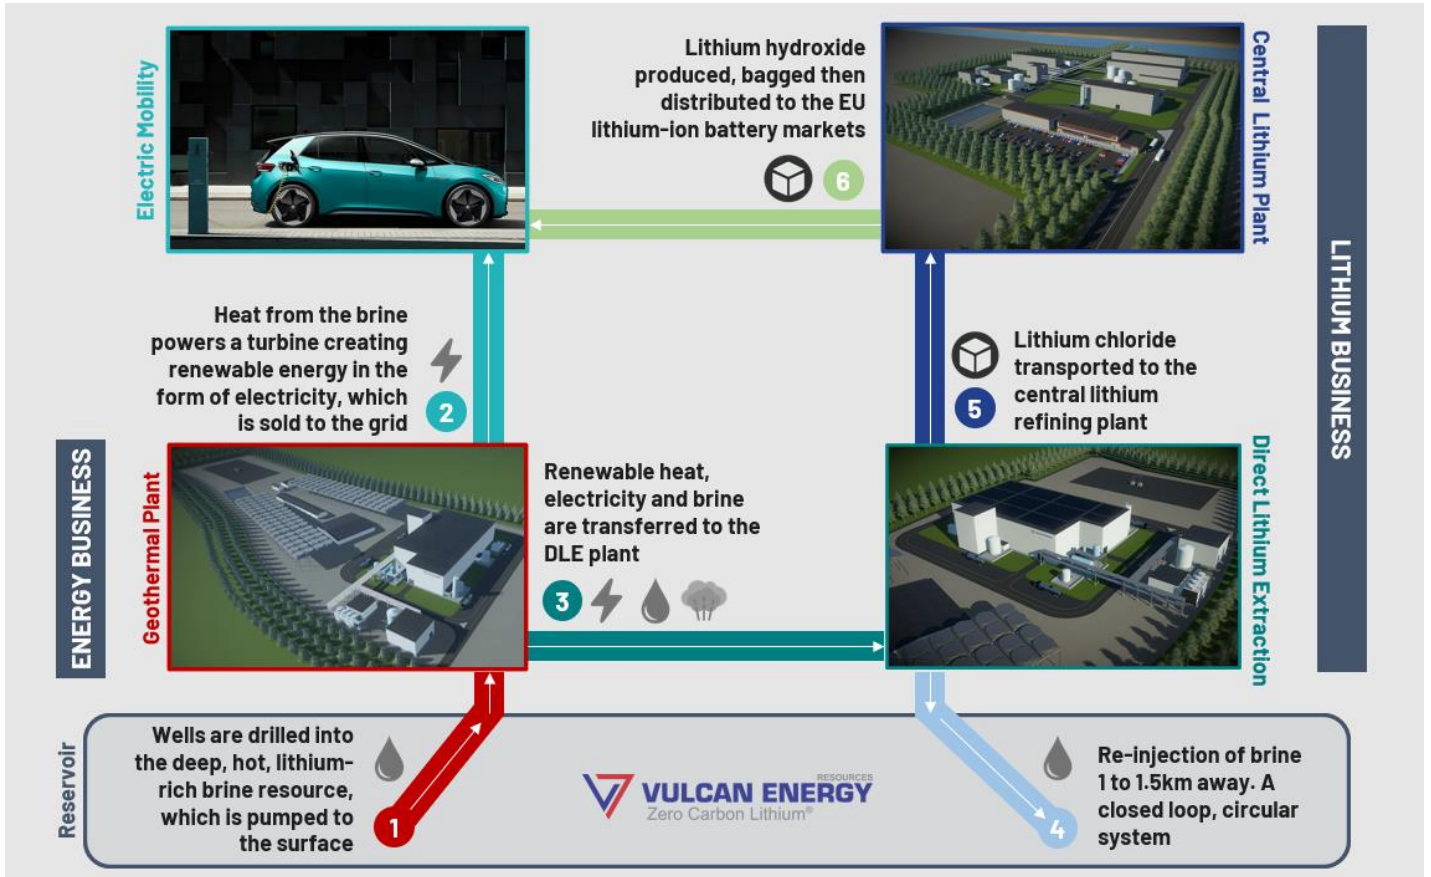 Electric Mobility
Lithium hydroxide
produced, bagged then
distributed to the EU
lithium-ion battery markets
6
Central Lithium Plant
LITHIUM BUSINESS
Heat from the brine
powers a turbine creating
renewable energy in the
form of electricity, which
is sold to the grid
2
Lithium chloride
transported to the
central lithium
refining plant
5
ENERGY BUSINESS
Geothermal Plant
Renewable heat,
electricity and brine
are transferred to the
DLE plant
3
Direct Lithium Extraction
Reservoir
Wells are drilled into
the deep, hot, lithium-
rich brine resource,
which is pumped to
the surface
1
RESOURCES
VULCAN ENERGY
Zero Carbon Lithium®
4
Re-injection of brine
1 to 1.5km away. A
closed loop, circular
system